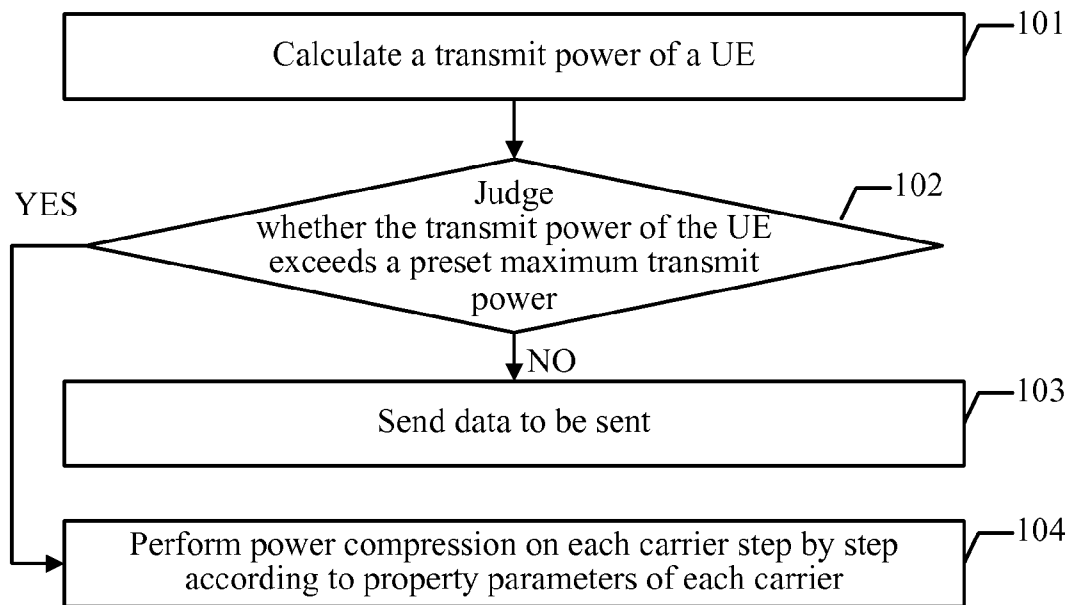 101
Calculate a transmit power of a UE
102
YES
Judge
whether the transmit power of the UE
exceeds a preset maximum transmit
power
NO
103
Send data to be sent
104
Perform power compression on each carrier step by step
according to property parameters of each carrier